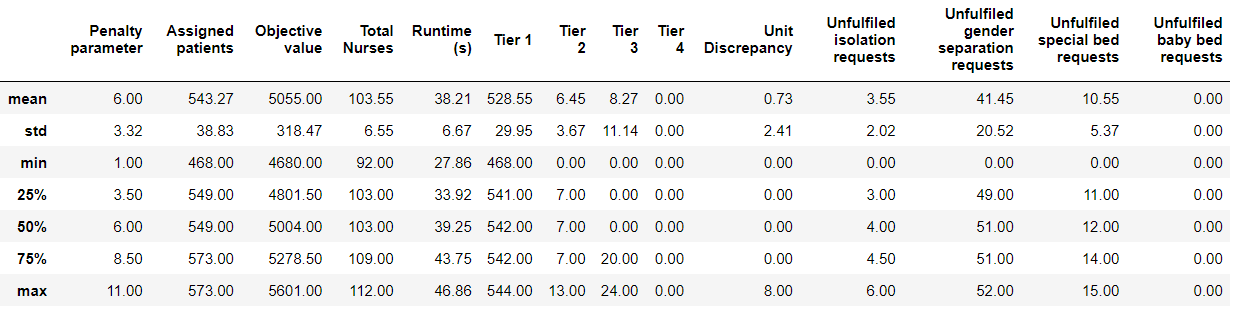 Penalty parameter Assigned patients Objective value Total Nurses Runtime (s) Tier 1 Tier 2 Tier 3 Tier 4 Unit Discrepancy Unfulfiled isolation requests Unfulfiled gender separation requests Unfulfiled special bed requests Unfulfiled baby bed requests
mean 6.00 543.27 5055.00 103.55 38.21 528.55 6.45 8.27 0.00 0.73 3.55 41.45 10.55 0.00
std 3.32 38.83 318.47 6.55 6.67 29.95 3.67 11.14 0.00 2.41 2.02 20.52 5.37 0.00
min 1.00 468.00 4680.00 92.00 27.86 468.00 0.00 0.00 0.00 0.00 0.00 0.00 0.00 0.00
25% 3.50 549.00 4801.50 103.00 33.92 541.00 7.00 0.00 0.00 0.00 3.00 49.00 11.00 0.00
50% 6.00 549.00 5004.00 103.00 39.25 542.00 7.00 0.00 0.00 0.00 4.00 51.00 12.00 0.00
75% 8.50 573.00 5278.50 109.00 43.75 542.00 7.00 20.00 0.00 0.00 4.50 51.00 14.00 0.00
max 11.00 573.00 5601.00 112.00 46.86 544.00 13.00 24.00 0.00 8.00 6.00 52.00 15.00 0.00